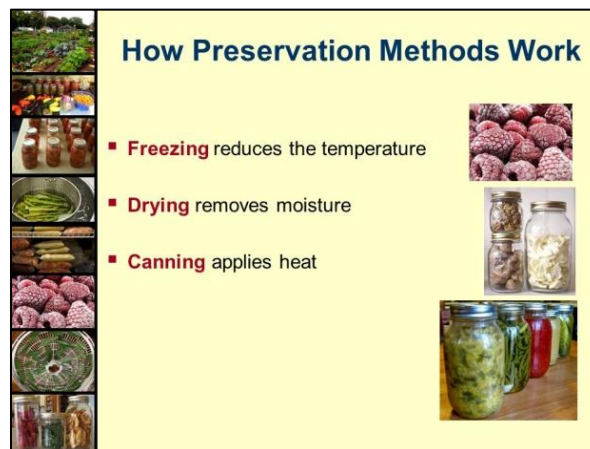 How Preservation Methods Work
▪ Freezing reduces the temperature
▪ Drying removes moisture
▪ Canning applies heat